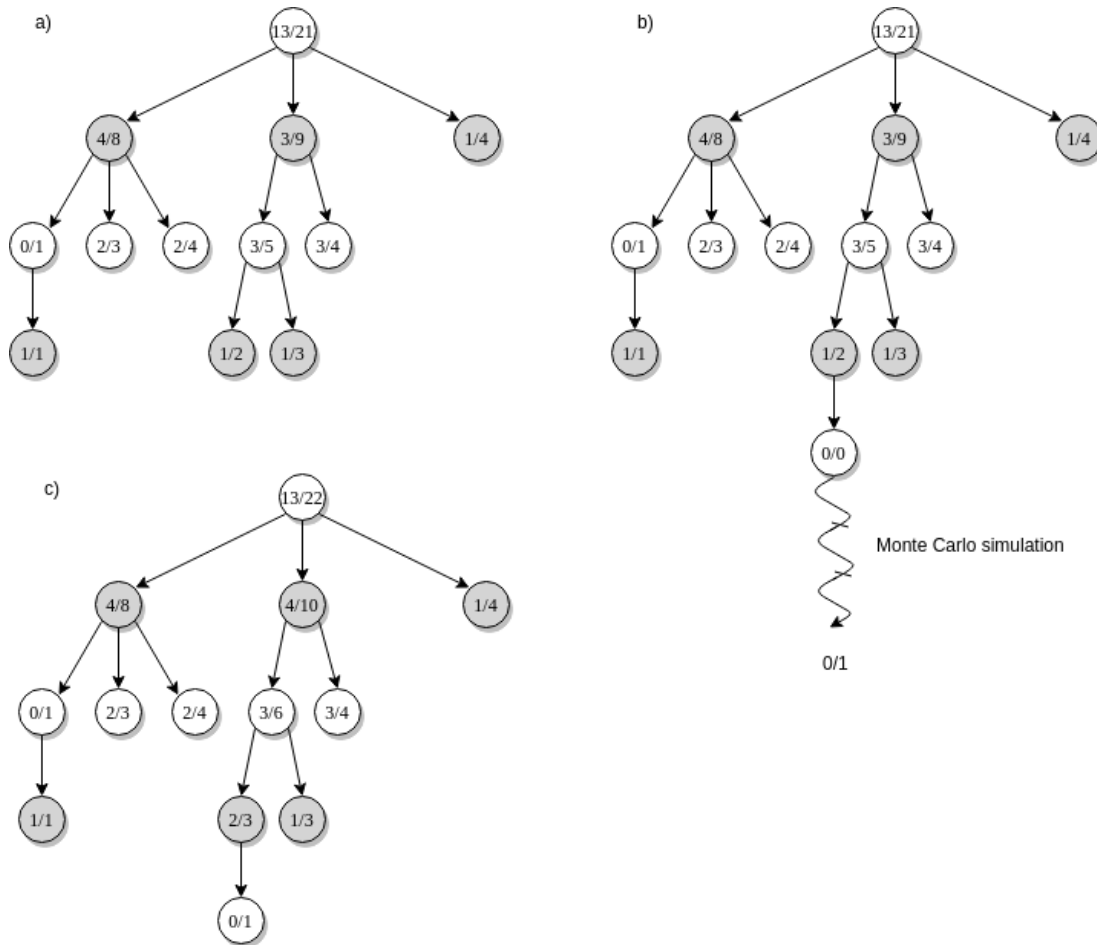 a)
13/21
4/8 3/9 1/4
0/1 2/3 2/4 3/5 3/4
1/1 1/2 1/3
b)
13/21
4/8 3/9 1/4
0/1 2/3 2/4 3/5 3/4
1/1 1/2 1/3
0/0
Monte Carlo simulation
0/1
c)
13/22
4/8 4/10 1/4
0/1 2/3 2/4 3/6 3/4
1/1 2/3 1/3
0/1